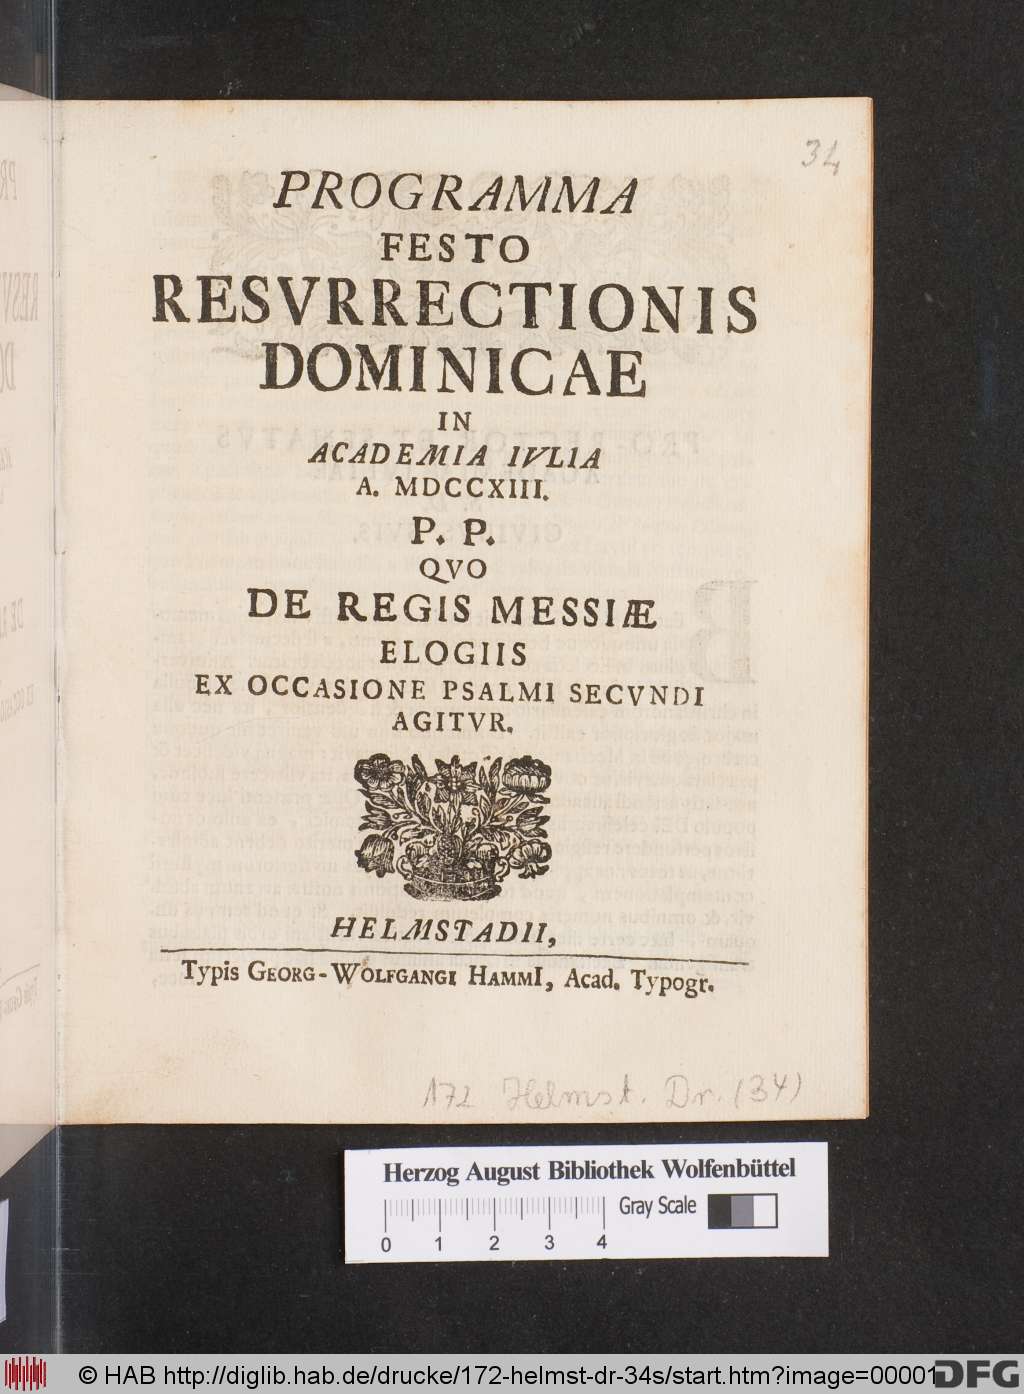 34
PROGRAMMA
FESTO
RESVRRECTIONIS
DOMINICAE
IN
ACADEMIA IVLIA
A. MDCCXIII.
P. P.
QVO
DE REGIS MESSIÆ
ELOGIIS
EX OCCASIONE PSALMI SECVNDI
AGITVR.
HELMSTADII,
Typis GEORG-WOLFGANGI HAMMI, Acad. Typogr.
172 Helmst. Dr. (34)
Herzog August Bibliothek Wolfenbüttel
Gray Scale
0 1 2 3 4
© HAB http://diglib.hab.de/drucke/172-helmst-dr-34s/start.htm?image=00001
DFG